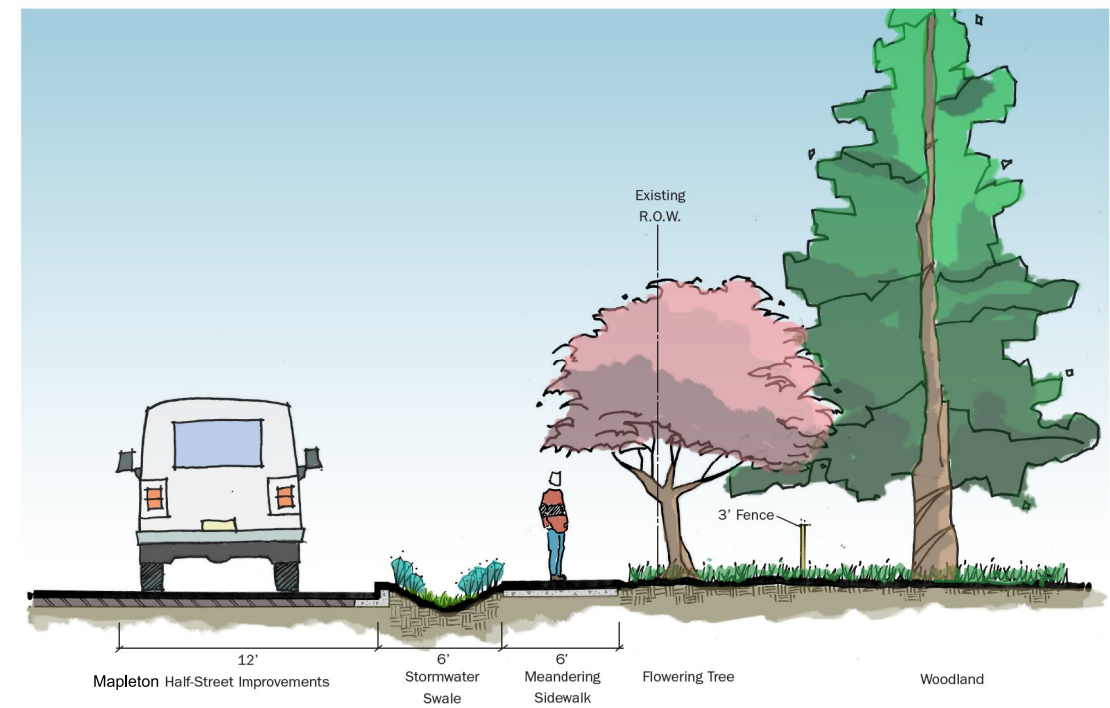 Existing
R.O.W.
3’ Fence
12’
6’
6’
Mapleton Half-Street Improvements
Stormwater
Swale
Meandering
Sidewalk
Flowering Tree
Woodland